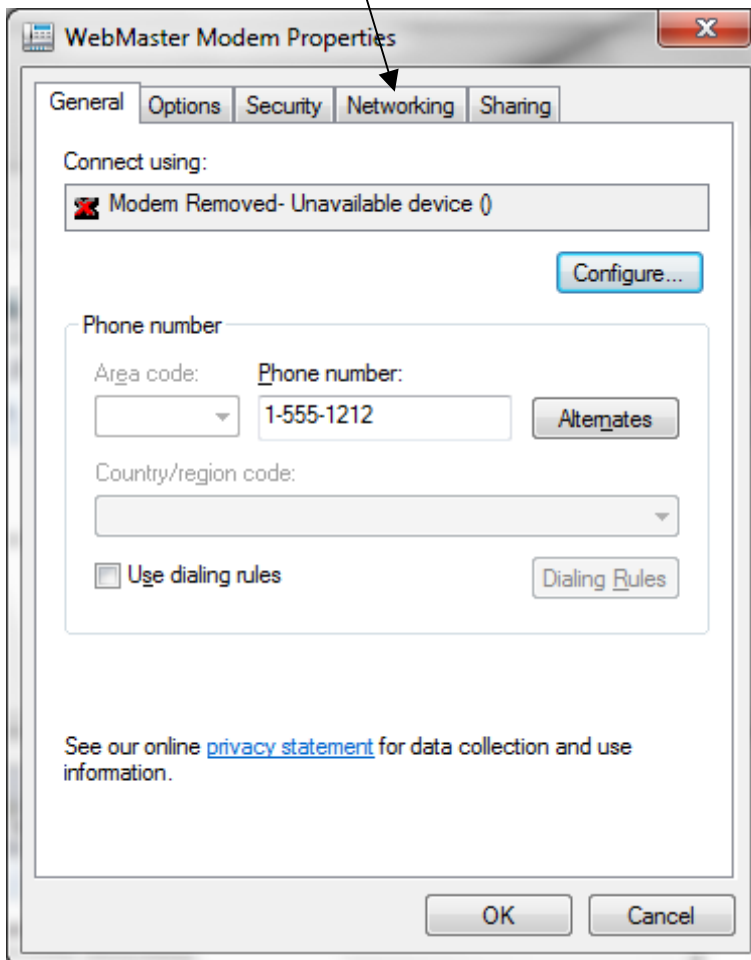 WebMaster Modem Properties
General Options Security Networking Sharing
Connect using:
Modem Removed- Unavailable device ()
Configure...
Phone number
Area code: Phone number:
1-555-1212 Alternates
Country/region code:
Use dialing rules Dialing Rules
See our online privacy statement for data collection and use
information.
OK Cancel